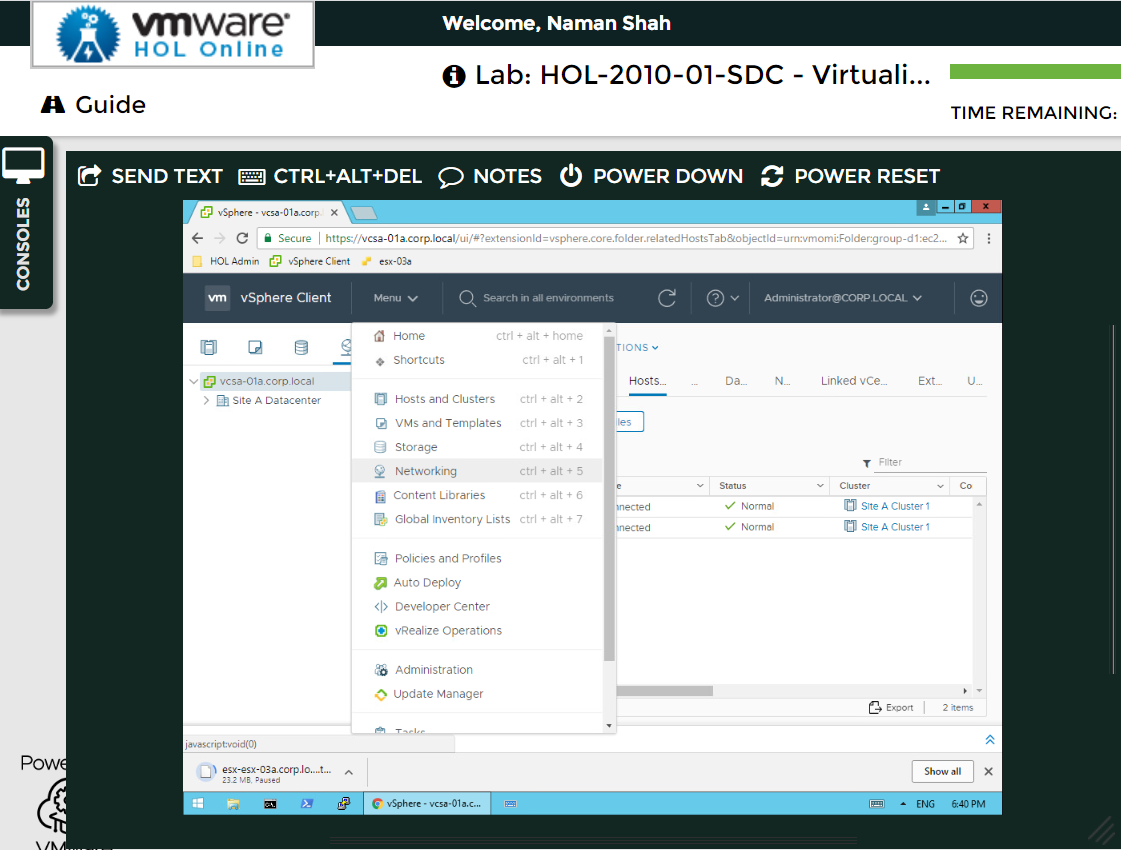 vmware®
HOL Online
Welcome, Naman Shah
Lab: HOL-2010-01-SDC - Virtuali...
Guide
TIME REMAINING:
CONSOLES
SEND TEXT
CTRL+ALT+DEL
NOTES
POWER DOWN
POWER RESET
vSphere - vcsa-01a.corp.
Secure
https://vcsa-01a.corp.local/ui/#?extensionId=vsphere.core.folder.relatedHostsTab&objectId=urn:vmomi:Folder:group-d1:ec2...
HOL Admin
vSphere Client
esx-03a
vm
vSphere Client
Menu
Search in all environments
Administrator@CORP.LOCAL
vcsa-01a.corp.local
Site A Datacenter
Home ctrl + alt + home
Shortcuts ctrl + alt + 1
Hosts and Clusters ctrl + alt + 2
VMs and Templates ctrl + alt + 3
Storage ctrl + alt + 4
Networking ctrl + alt + 5
Content Libraries ctrl + alt + 6
Global Inventory Lists ctrl + alt + 7
Policies and Profiles
Auto Deploy
Developer Center
vRealize Operations
Administration
Update Manager
Tasks
TIONS
Hosts... ... Da... N... Linked vCe... Ext... U...
les
Filter
e Status Cluster Co
nnected Normal Site A Cluster 1
nnected Normal Site A Cluster 1
Export 2 items
javascript:void(0)
esx-esx-03a.corp.lo....t...
23.2 MB, Paused
Show all
vSphere - vcsa-01a.c...
ENG 6:40 PM
Powe
VMware